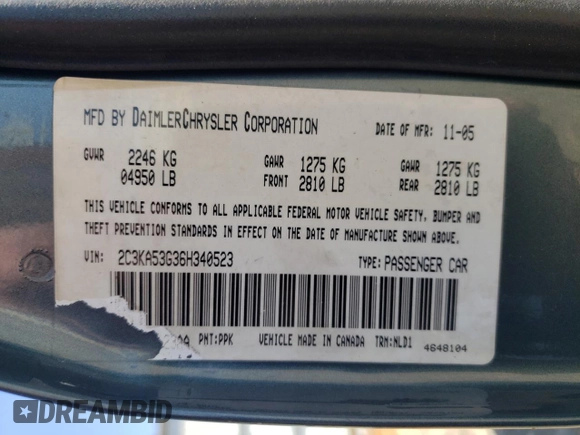 MFD BY DAIMLERCHRYSLER CORPORATION DATE OF MFR: 11-05
GVWR 2246 KG GAWR 1275 KG GAWR 1275 KG
04950 LB FRONT 2810 LB REAR 2810 LB
THIS VEHICLE CONFORMS TO ALL APPLICABLE FEDERAL MOTOR VEHICLE SAFETY, BUMPER AND
THEFT PREVENTION STANDARDS IN EFFECT ON THE DATE OF MANUFACTURE SHOWN ABOVE.
VIN: 2C3KA53G36H340523 TYPE: PASSENGER CAR
PNT:PPK VEHICLE MADE IN CANADA TRN:NLD1
4648104
DREAMBID